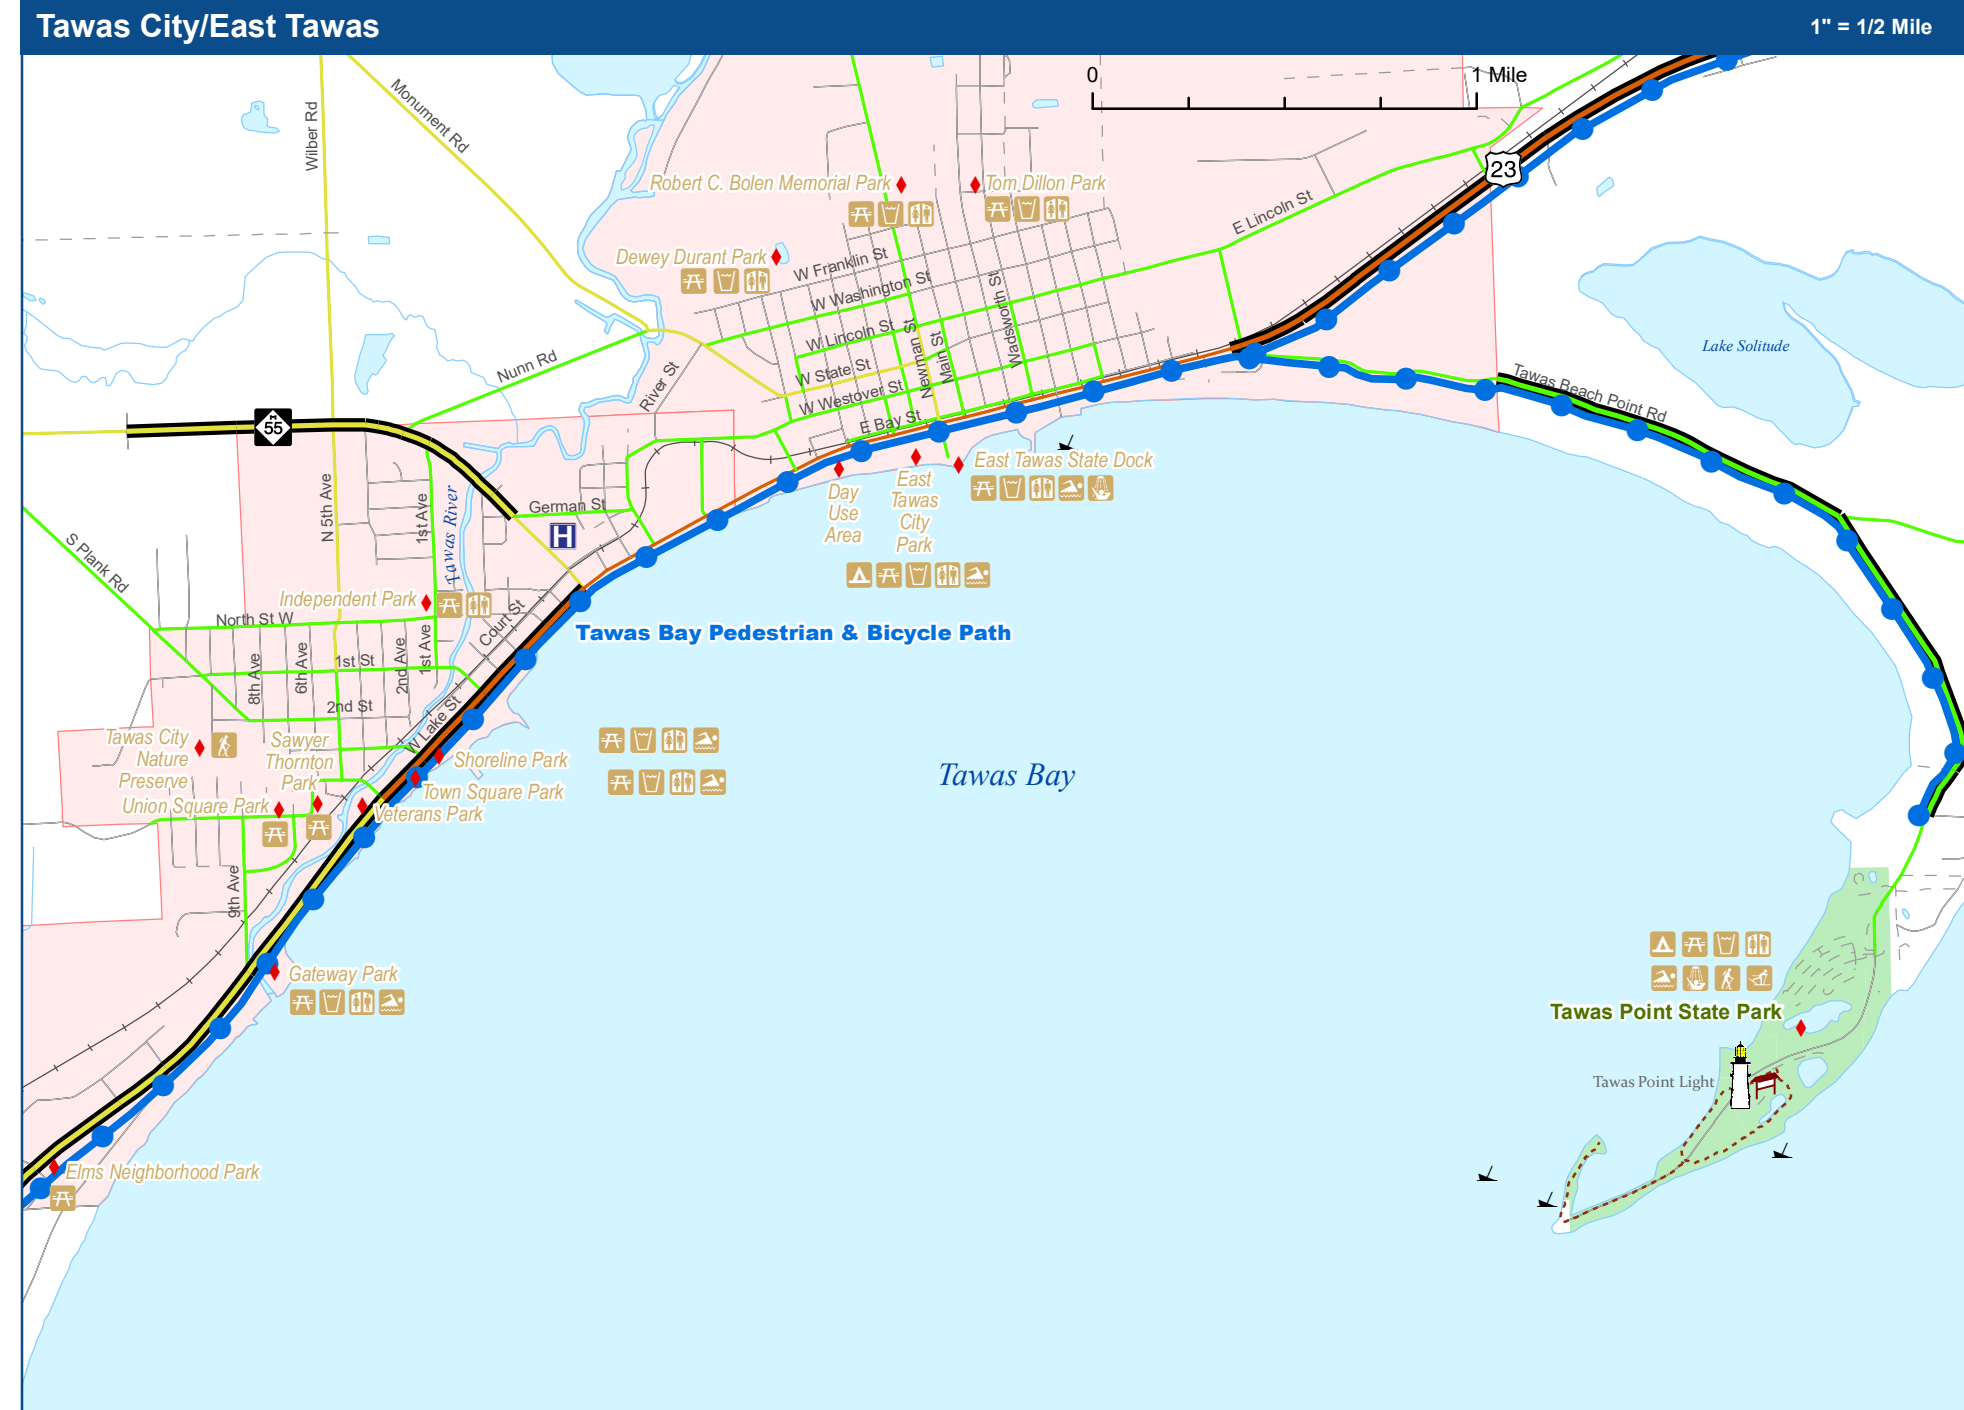 Tawas City/East Tawas
1" = 1/2 Mile
0
1 Mile
Wilber Rd
Monument Rd
Robert C. Bolen Memorial Park
Tom Dillon Park
23
E Lincoln St
Dewey Durant Park
W Franklin St
W Washington St
Wadsworth St
W Lincoln St
Newman St
Main St
Lake Solitude
Nunn Rd
River St
W State St
W Westover St
E Bay St
Tawas Beach Point Rd
55
East Tawas State Dock
Day
Use
Area
East
Tawas
City
Park
N 5th Ave
1st Ave
Tawas River
German St
H
S Plank Rd
Independent Park
North St W
Court St
Tawas Bay Pedestrian & Bicycle Path
8th Ave
6th Ave
1st St
2nd Ave
1st Ave
2nd St
W Lake St
Tawas City
Nature
Preserve
Sawyer
Thornton
Park
Shoreline Park
Town Square Park
Union Square Park
Veterans Park
Tawas Bay
9th Ave
Gateway Park
Tawas Point State Park
Tawas Point Light
Elms Neighborhood Park